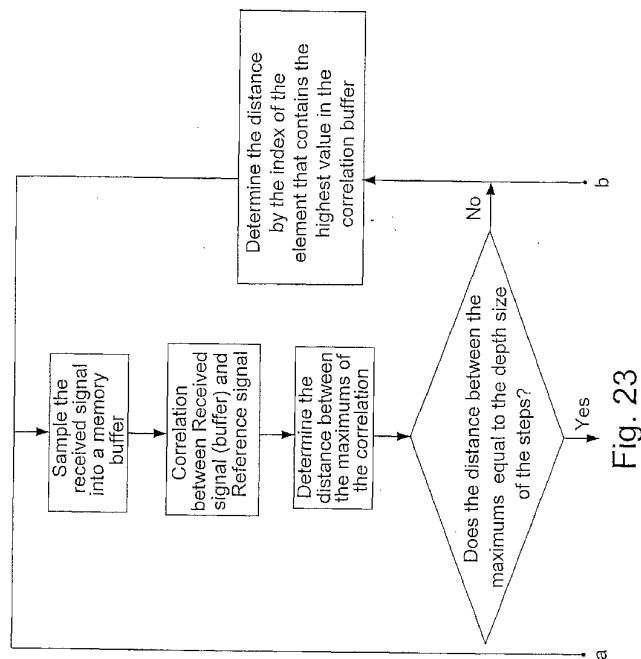 Sample the
received signal
into a memory
buffer
Correlation
between Received
signal (buffer) and
Reference signal
Determine the
distance between
the maximums of
the correlation
Does the distance between the
maximums equal to the depth size
of the steps?
Yes
No
Determine the distance
by the index of the
element that contains the
highest value in the
correlation buffer
a
b
Fig. 23